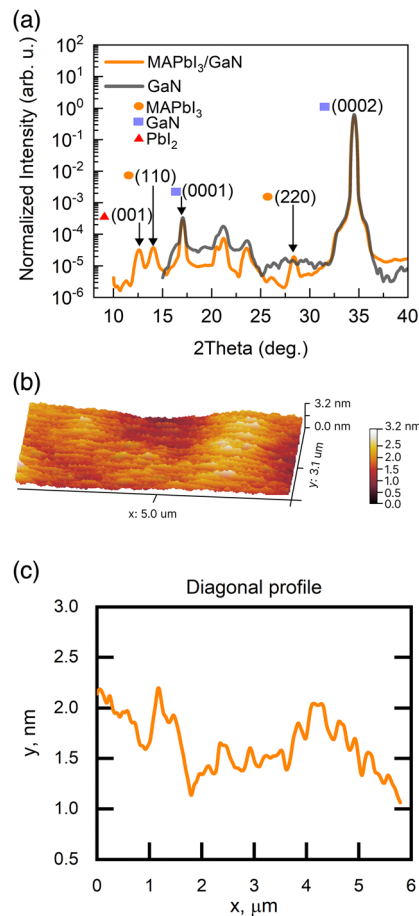 (a)
Normalized Intensity (arb. u.)
10²
10¹
10⁰
10⁻¹
10⁻²
10⁻³
10⁻⁴
10⁻⁵
10⁻⁶
MAPbI₃/GaN
GaN
MAPbI₃
GaN
PbI₂
(001)
(110)
(0001)
(220)
(0002)
10 15 20 25 30 35 40
2Theta (deg.)
(b)
3.2 nm
0.0 nm
y: 3.1 um
x: 5.0 um
3.2 nm
2.5
2.0
1.5
1.0
0.5
0.0
(c)
Diagonal profile
y, nm
3.0
2.5
2.0
1.5
1.0
0.5
0 1 2 3 4 5 6
x, μm